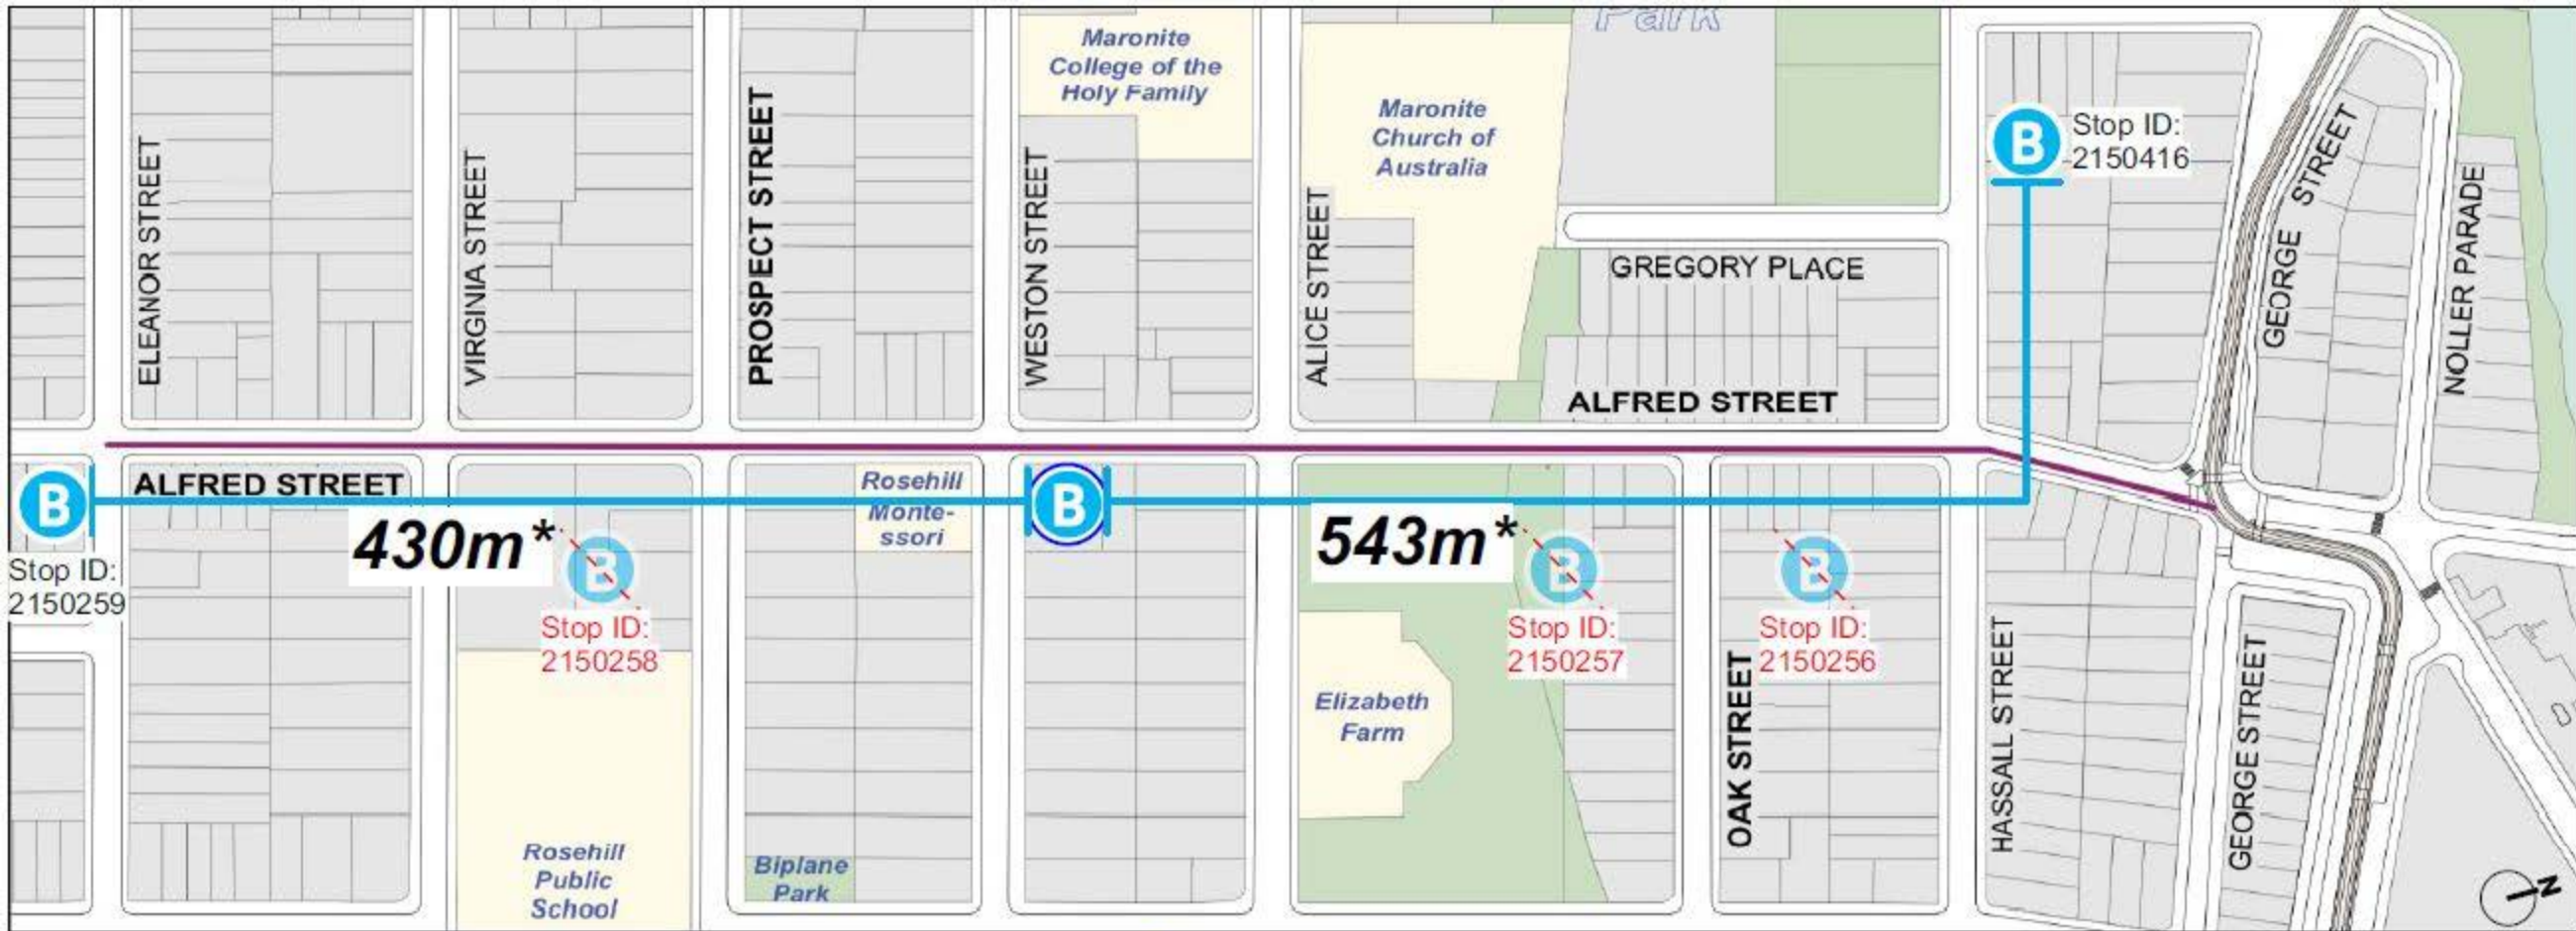 Park
Maronite
College of the
Holy Family
Maronite
Church of
Australia
B
Stop ID:
2150416
ELEANOR STREET
VIRGINIA STREET
PROSPECT STREET
WESTON STREET
ALICE STREET
GREGORY PLACE
ALFRED STREET
GEORGE STREET
NOLLER PARADE
B
Stop ID:
2150259
ALFRED STREET
430m*
B
Stop ID:
2150258
Rosehill
Monte-
ssori
B
543m*
B
Stop ID:
2150257
B
Stop ID:
2150256
Elizabeth
Farm
OAK STREET
HASSALL STREET
GEORGE STREET
Rosehill
Public
School
Biplane
Park
N